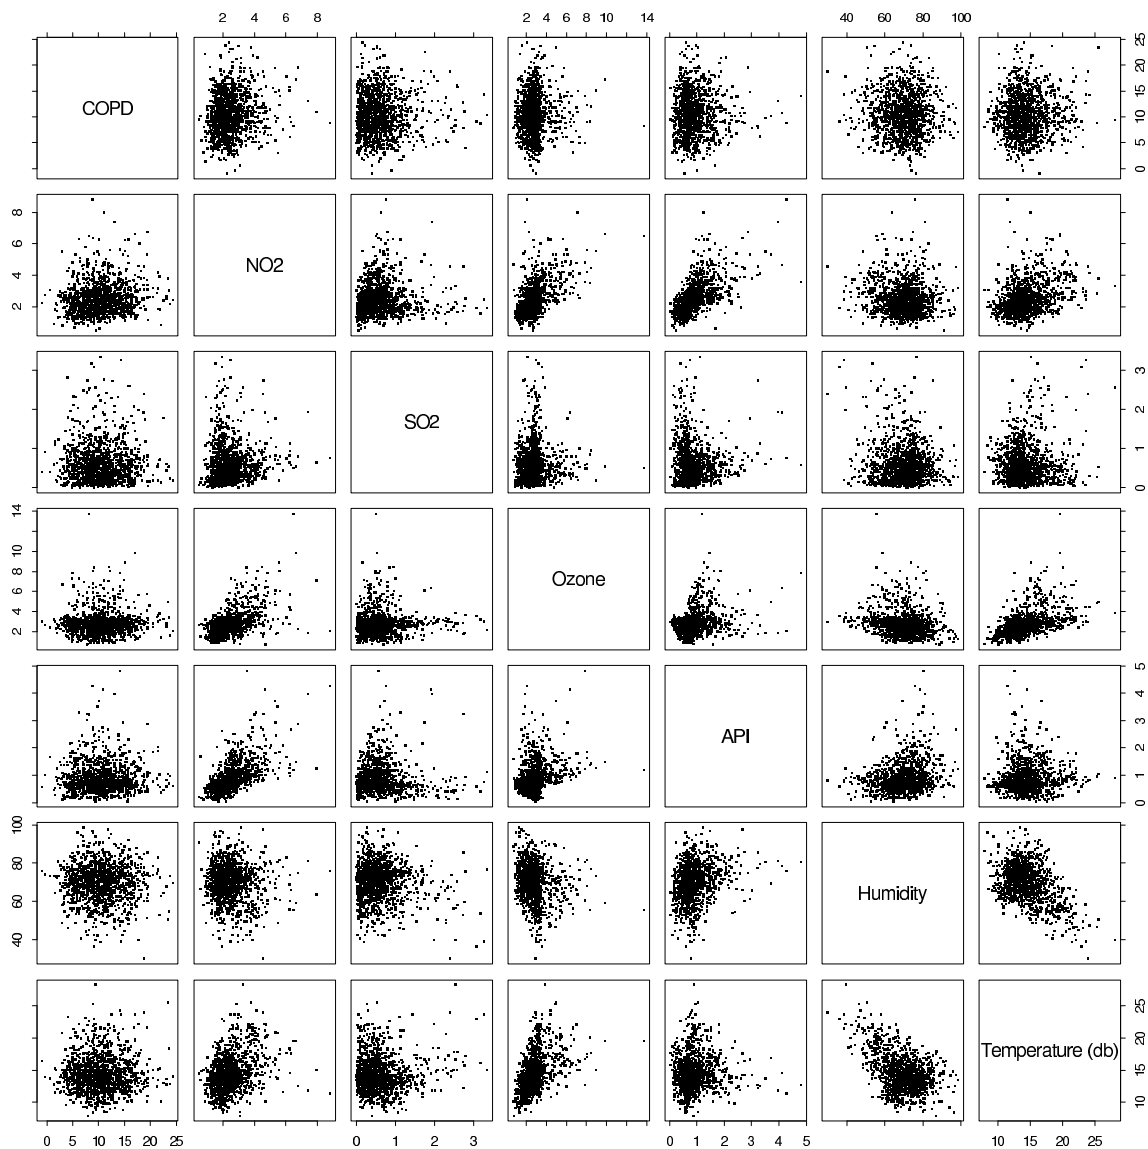 2 4 6 8 2 4 6 8 10 14 40 60 80 100
COPD
0 5 10 15 20 25
2 4 6 8
NO2
SO2
0 1 2 3
2 4 6 8 10 14
Ozone
API
0 1 2 3 4 5
40 60 80 100
Humidity
Temperature (db)
10 15 20 25
0 5 10 15 20 25 0 1 2 3 0 1 2 3 4 5 10 15 20 25